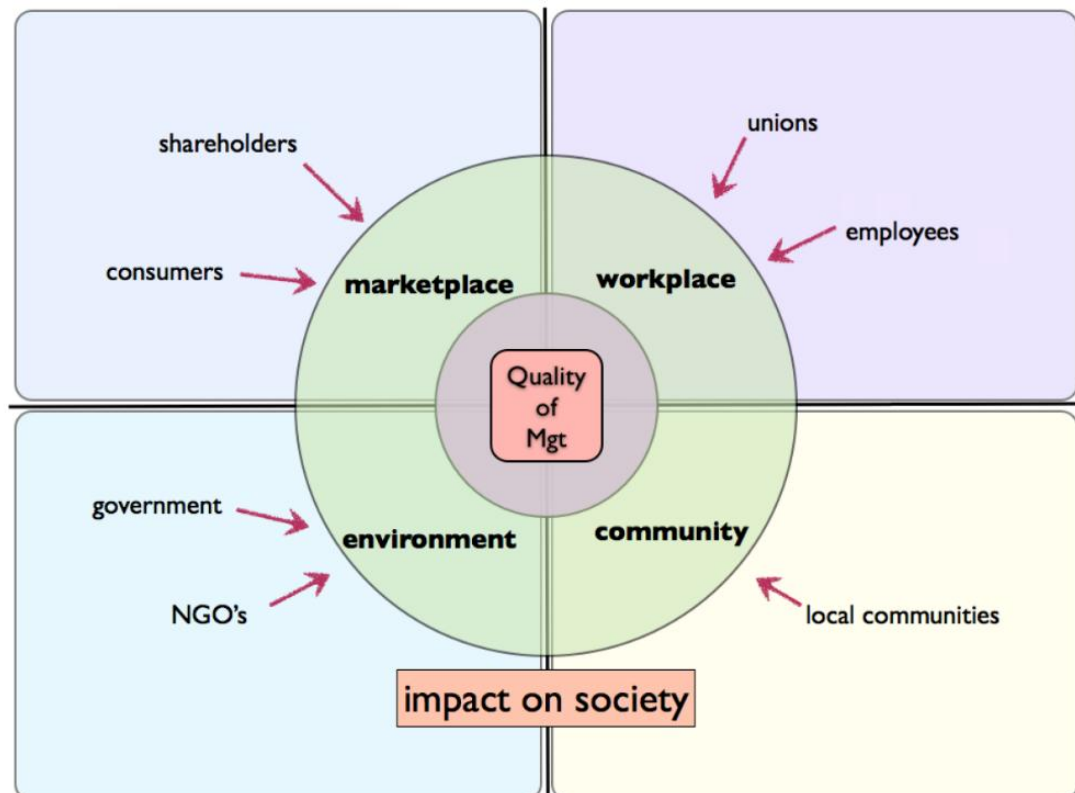 shareholders
unions
consumers
employees
marketplace
workplace
Quality
of
Mgt
government
environment
community
NGO's
local communities
impact on society